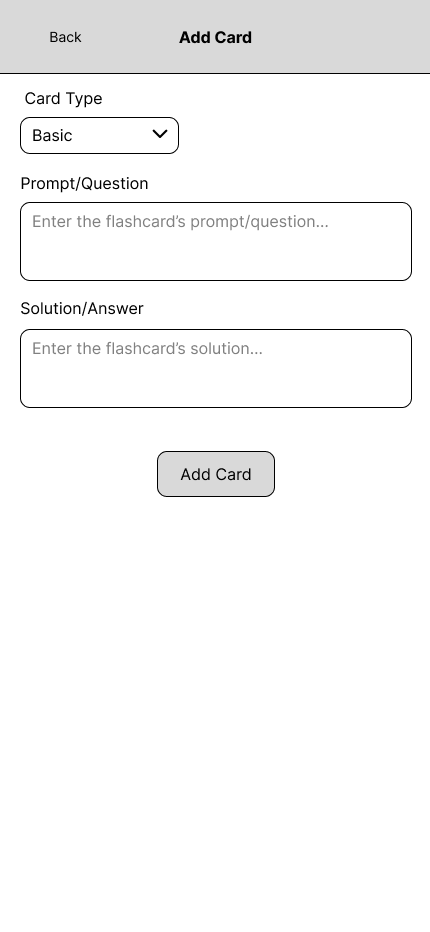 Back
Add Card
Card Type
Basic
Prompt/Question
Enter the flashcard’s prompt/question...
Solution/Answer
Enter the flashcard’s solution...
Add Card